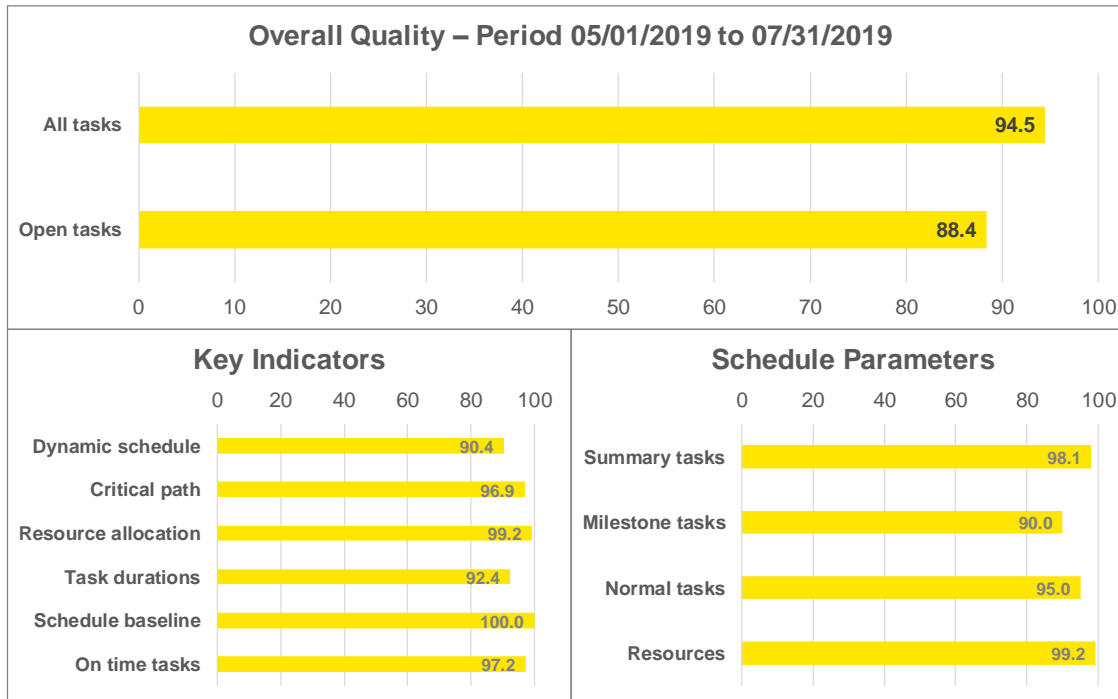 Overall Quality – Period 05/01/2019 to 07/31/2019
All tasks
94.5
Open tasks
88.4
0 10 20 30 40 50 60 70 80 90 100
Key Indicators
0 20 40 60 80 100
Dynamic schedule
90.4
Critical path
96.9
Resource allocation
99.2
Task durations
92.4
Schedule baseline
100.0
On time tasks
97.2
Schedule Parameters
0 20 40 60 80 100
Summary tasks
98.1
Milestone tasks
90.0
Normal tasks
95.0
Resources
99.2